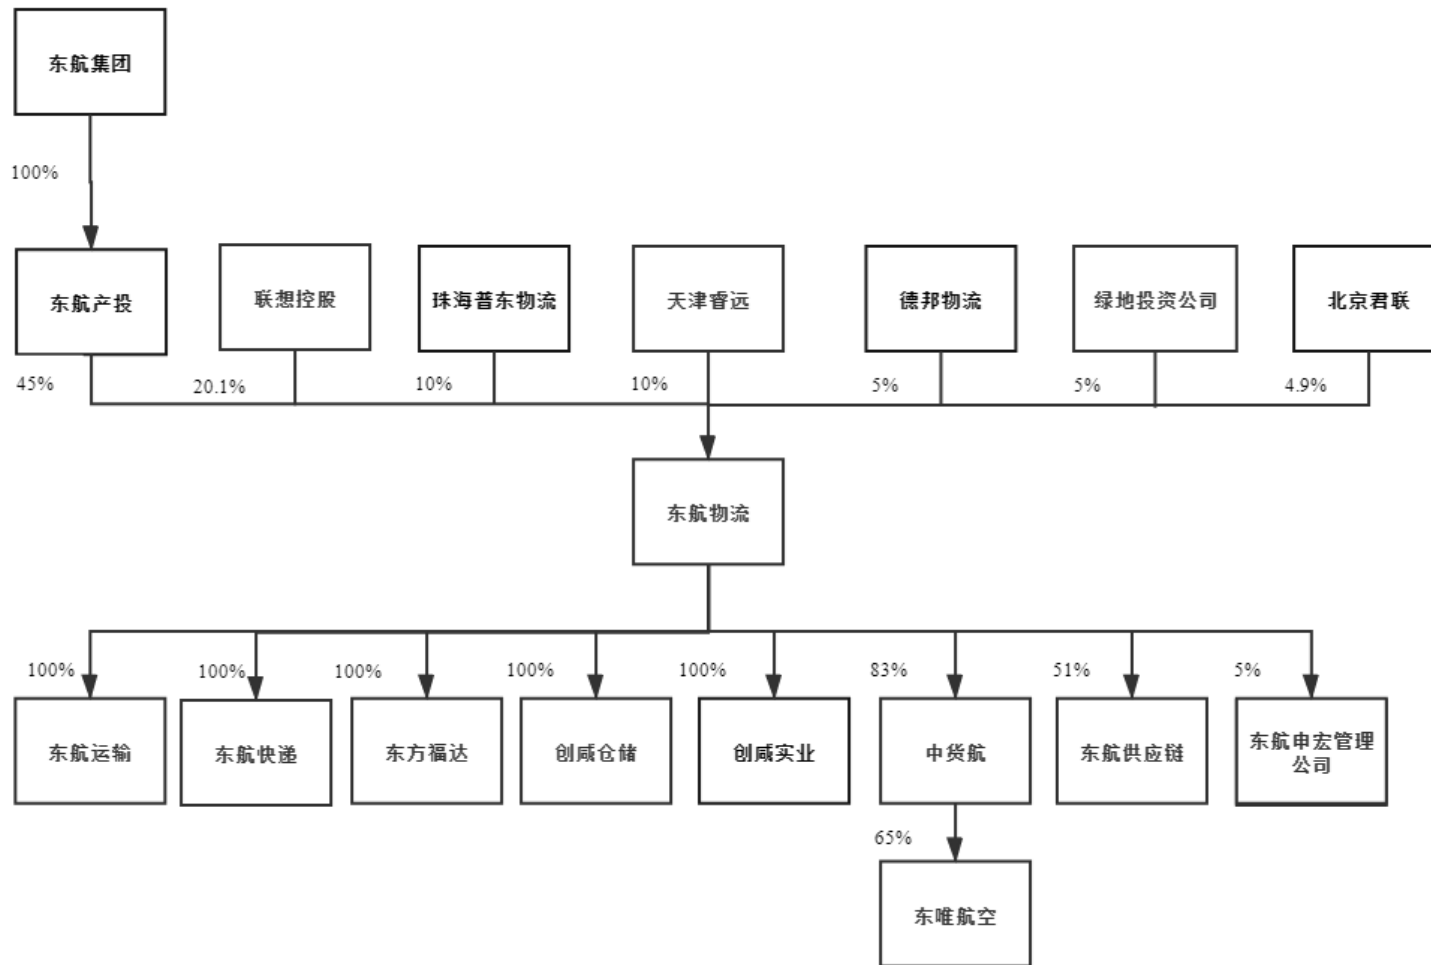 东航集团
100%
东航产投
联想控股
珠海普东物流
天津睿远
德邦物流
绿地投资公司
北京君联
45%
20.1%
10%
10%
5%
5%
4.9%
东航物流
100%
100%
100%
100%
100%
83%
51%
5%
东航运输
东航快递
东方福达
创咸仓储
创咸实业
中货航
东航供应链
东航申宏管理
公司
65%
东唯航空